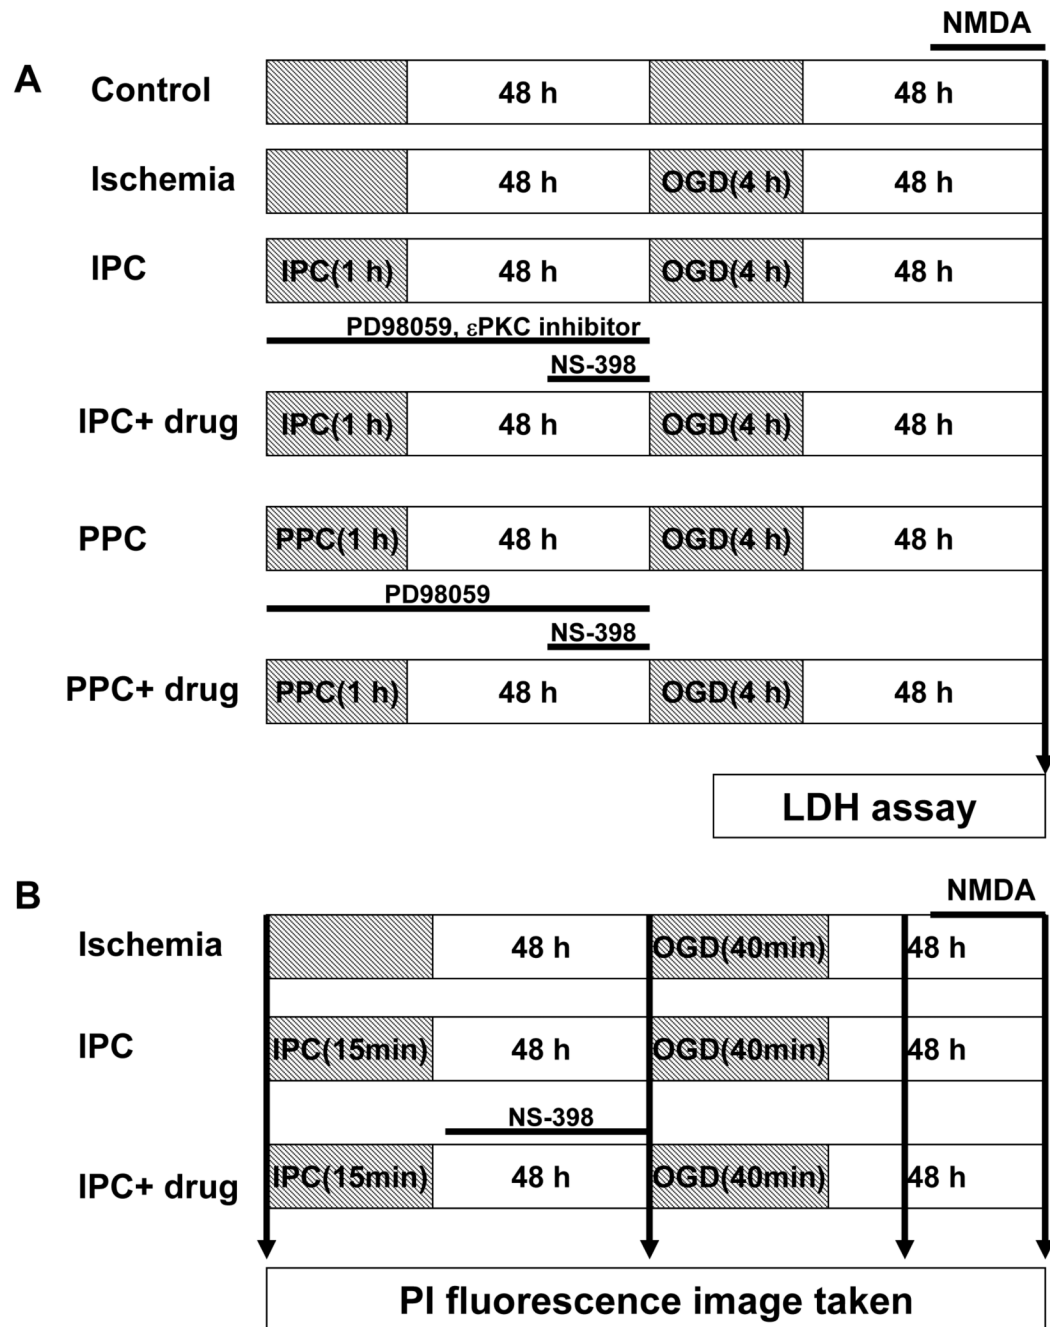 NMDA
A
Control 48 h 48 h
Ischemia 48 h OGD(4 h) 48 h
IPC IPC(1 h) 48 h OGD(4 h) 48 h
PD98059, εPKC inhibitor
NS-398
IPC+ drug IPC(1 h) 48 h OGD(4 h) 48 h
PPC PPC(1 h) 48 h OGD(4 h) 48 h
PD98059
NS-398
PPC+ drug PPC(1 h) 48 h OGD(4 h) 48 h
LDH assay
B
NMDA
Ischemia 48 h OGD(40min) 48 h
IPC IPC(15min) 48 h OGD(40min) 48 h
NS-398
IPC+ drug IPC(15min) 48 h OGD(40min) 48 h
PI fluorescence image taken